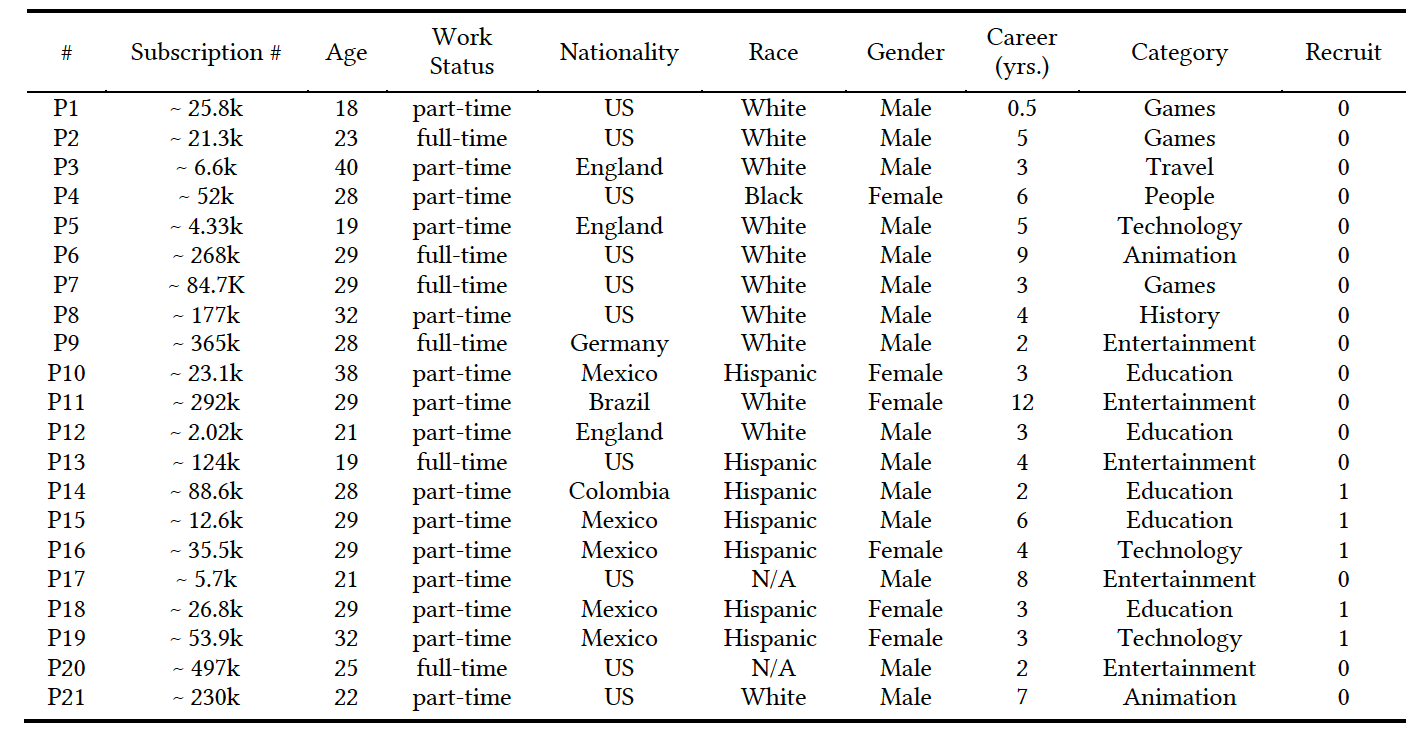 # Subscription # Age Work Status Nationality Race Gender Career (yrs.) Category Recruit
P1 ~ 25.8k 18 part-time US White Male 0.5 Games 0
P2 ~ 21.3k 23 full-time US White Male 5 Games 0
P3 ~ 6.6k 40 part-time England White Male 3 Travel 0
P4 ~ 52k 28 part-time US Black Female 6 People 0
P5 ~ 4.33k 19 part-time England White Male 5 Technology 0
P6 ~ 268k 29 full-time US White Male 9 Animation 0
P7 ~ 84.7K 29 full-time US White Male 3 Games 0
P8 ~ 177k 32 part-time US White Male 4 History 0
P9 ~ 365k 28 full-time Germany White Male 2 Entertainment 0
P10 ~ 23.1k 38 part-time Mexico Hispanic Female 3 Education 0
P11 ~ 292k 29 part-time Brazil White Female 12 Entertainment 0
P12 ~ 2.02k 21 part-time England White Male 3 Education 0
P13 ~ 124k 19 full-time US Hispanic Male 4 Entertainment 0
P14 ~ 88.6k 28 part-time Colombia Hispanic Male 2 Education 1
P15 ~ 12.6k 29 part-time Mexico Hispanic Male 6 Education 1
P16 ~ 35.5k 29 part-time Mexico Hispanic Female 4 Technology 1
P17 ~ 5.7k 21 part-time US N/A Male 8 Entertainment 0
P18 ~ 26.8k 29 part-time Mexico Hispanic Female 3 Education 1
P19 ~ 53.9k 32 part-time Mexico Hispanic Female 3 Technology 1
P20 ~ 497k 25 full-time US N/A Male 2 Entertainment 0
P21 ~ 230k 22 part-time US White Male 7 Animation 0